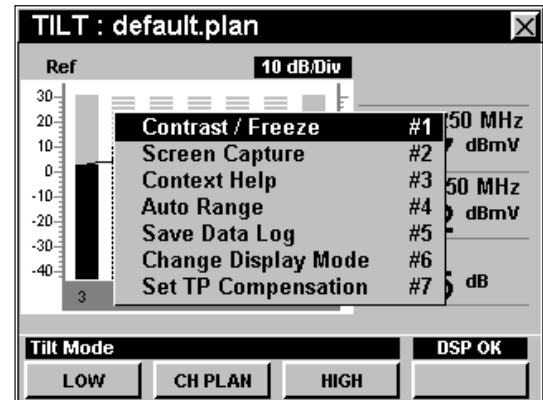 TILT : default.plan
Ref
10 dB/Div
30
20
10
0
-10
-20
-30
-40
3
Contrast / Freeze #1
Screen Capture #2
Context Help #3
Auto Range #4
Save Data Log #5
Change Display Mode #6
Set TP Compensation #7
MHz
dBmV
MHz
dBmV
dB
Tilt Mode
DSP OK
LOW
CH PLAN
HIGH